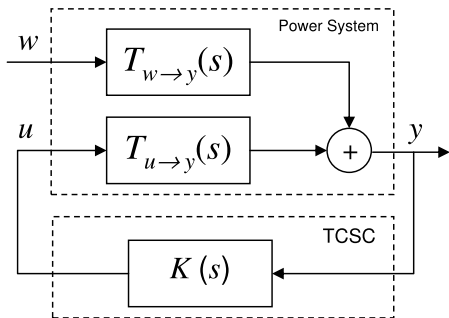 Power System
w
T_{w→y}(s)
u
T_{u→y}(s)
+
y
TCSC
K (s)